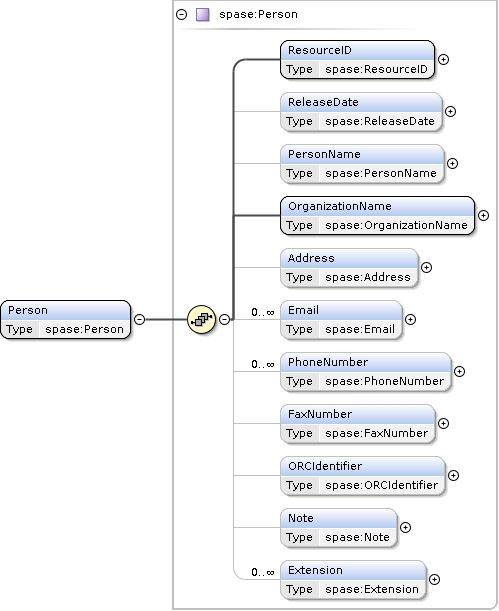 spase:Person
ResourceID
Type spase:ResourceID
ReleaseDate
Type spase:ReleaseDate
PersonName
Type spase:PersonName
OrganizationName
Type spase:OrganizationName
Address
Type spase:Address
Person
Type spase:Person
0..∞
Email
Type spase:Email
0..∞
PhoneNumber
Type spase:PhoneNumber
FaxNumber
Type spase:FaxNumber
ORCIdentifier
Type spase:ORCIdentifier
Note
Type spase:Note
0..∞
Extension
Type spase:Extension